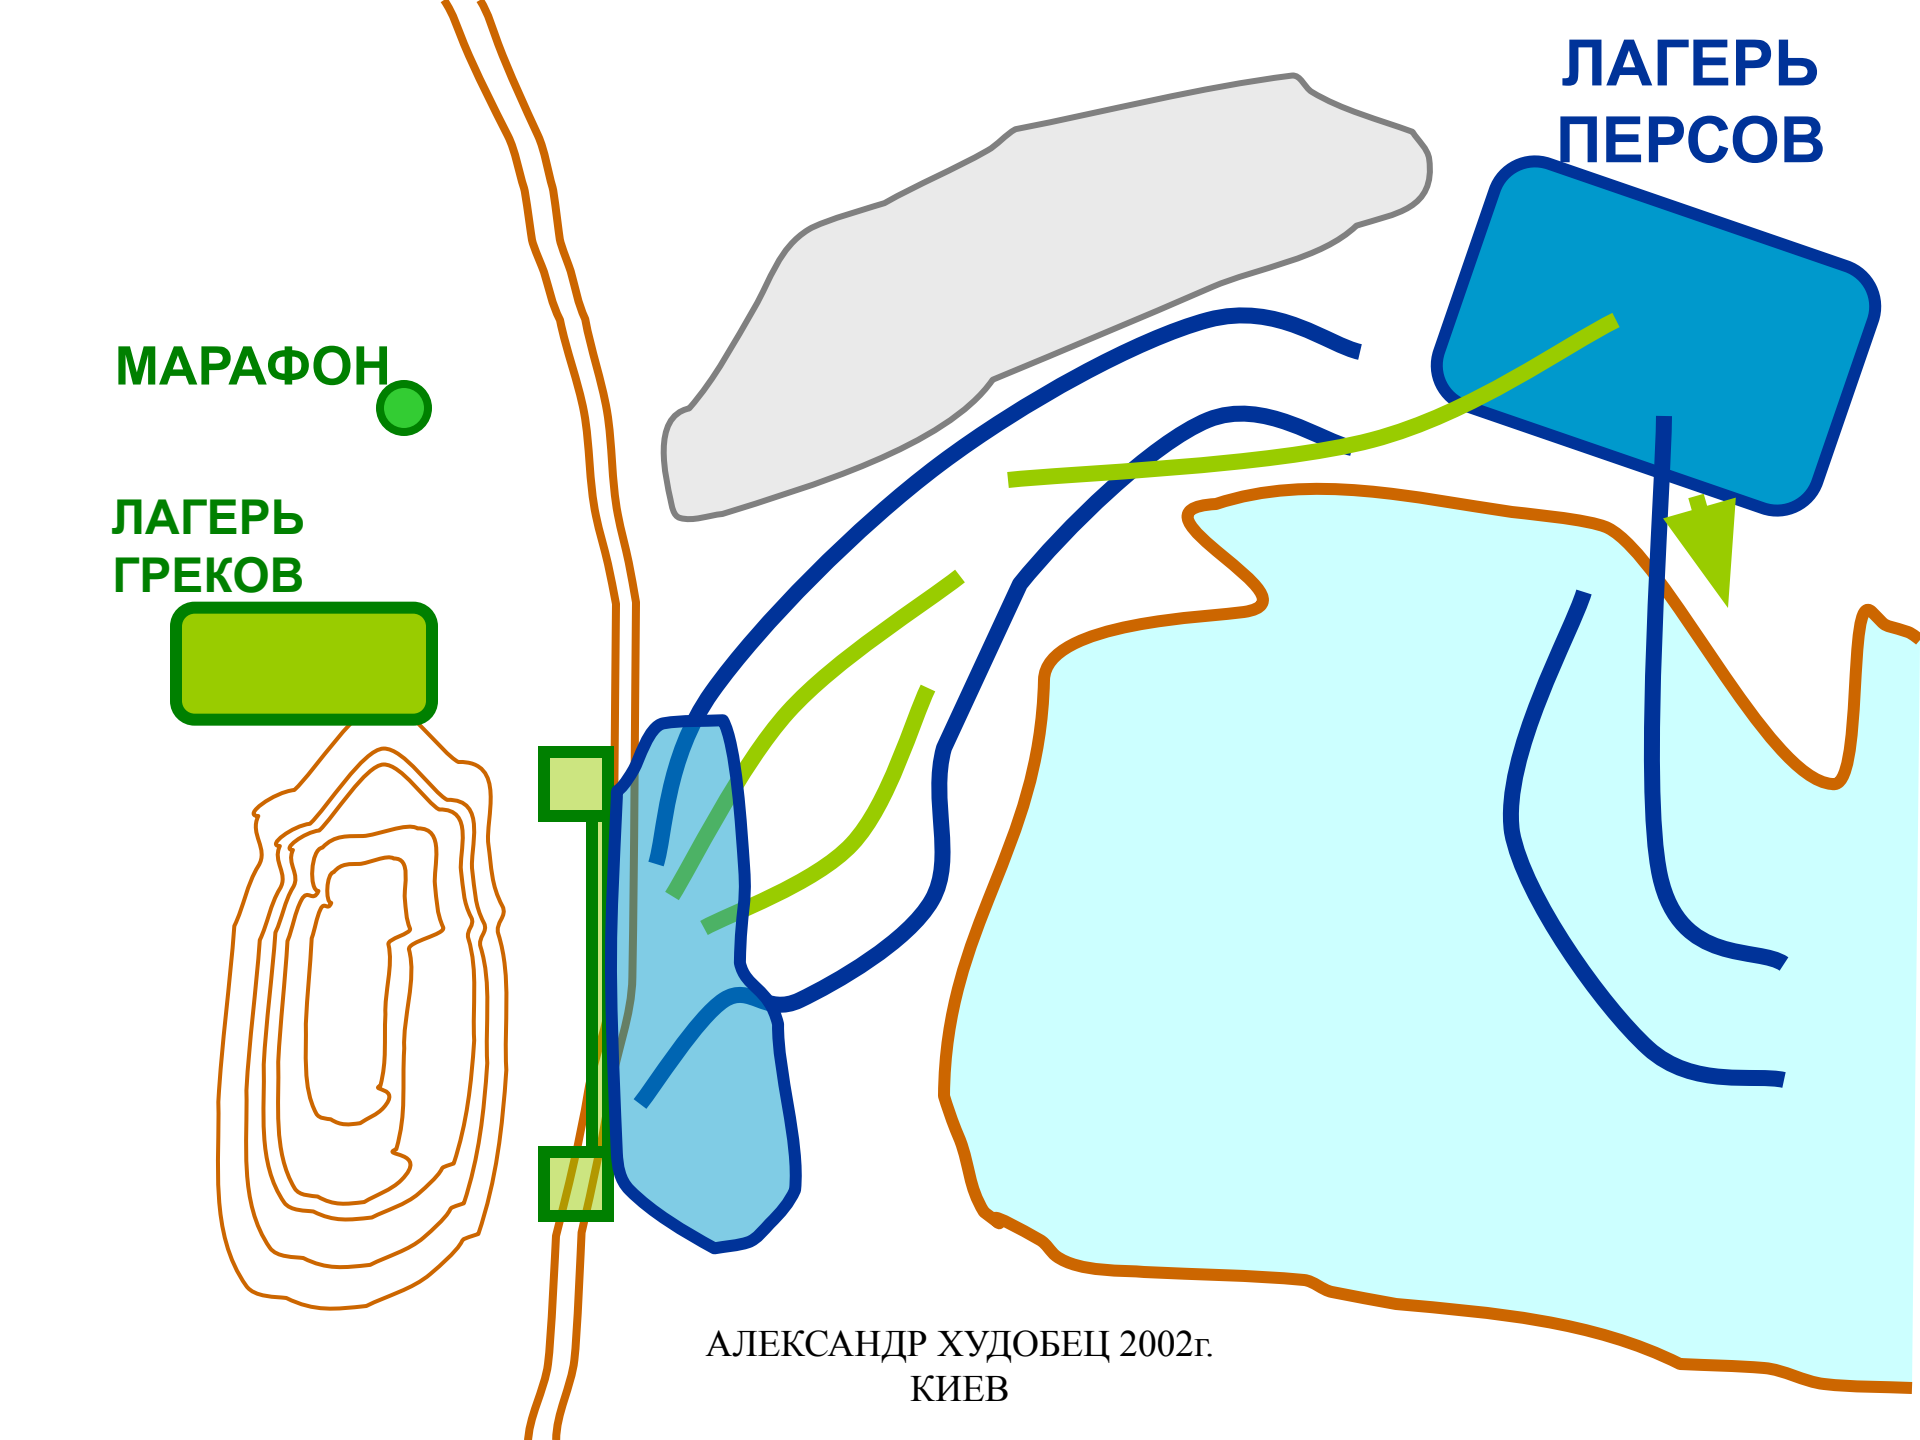 ЛАГЕРЬ
ПЕРСОВ
МАРАФОН
ЛАГЕРЬ
ГРЕКОВ
АЛЕКСАНДР ХУДОБЕЦ 2002г.
КИЕВ